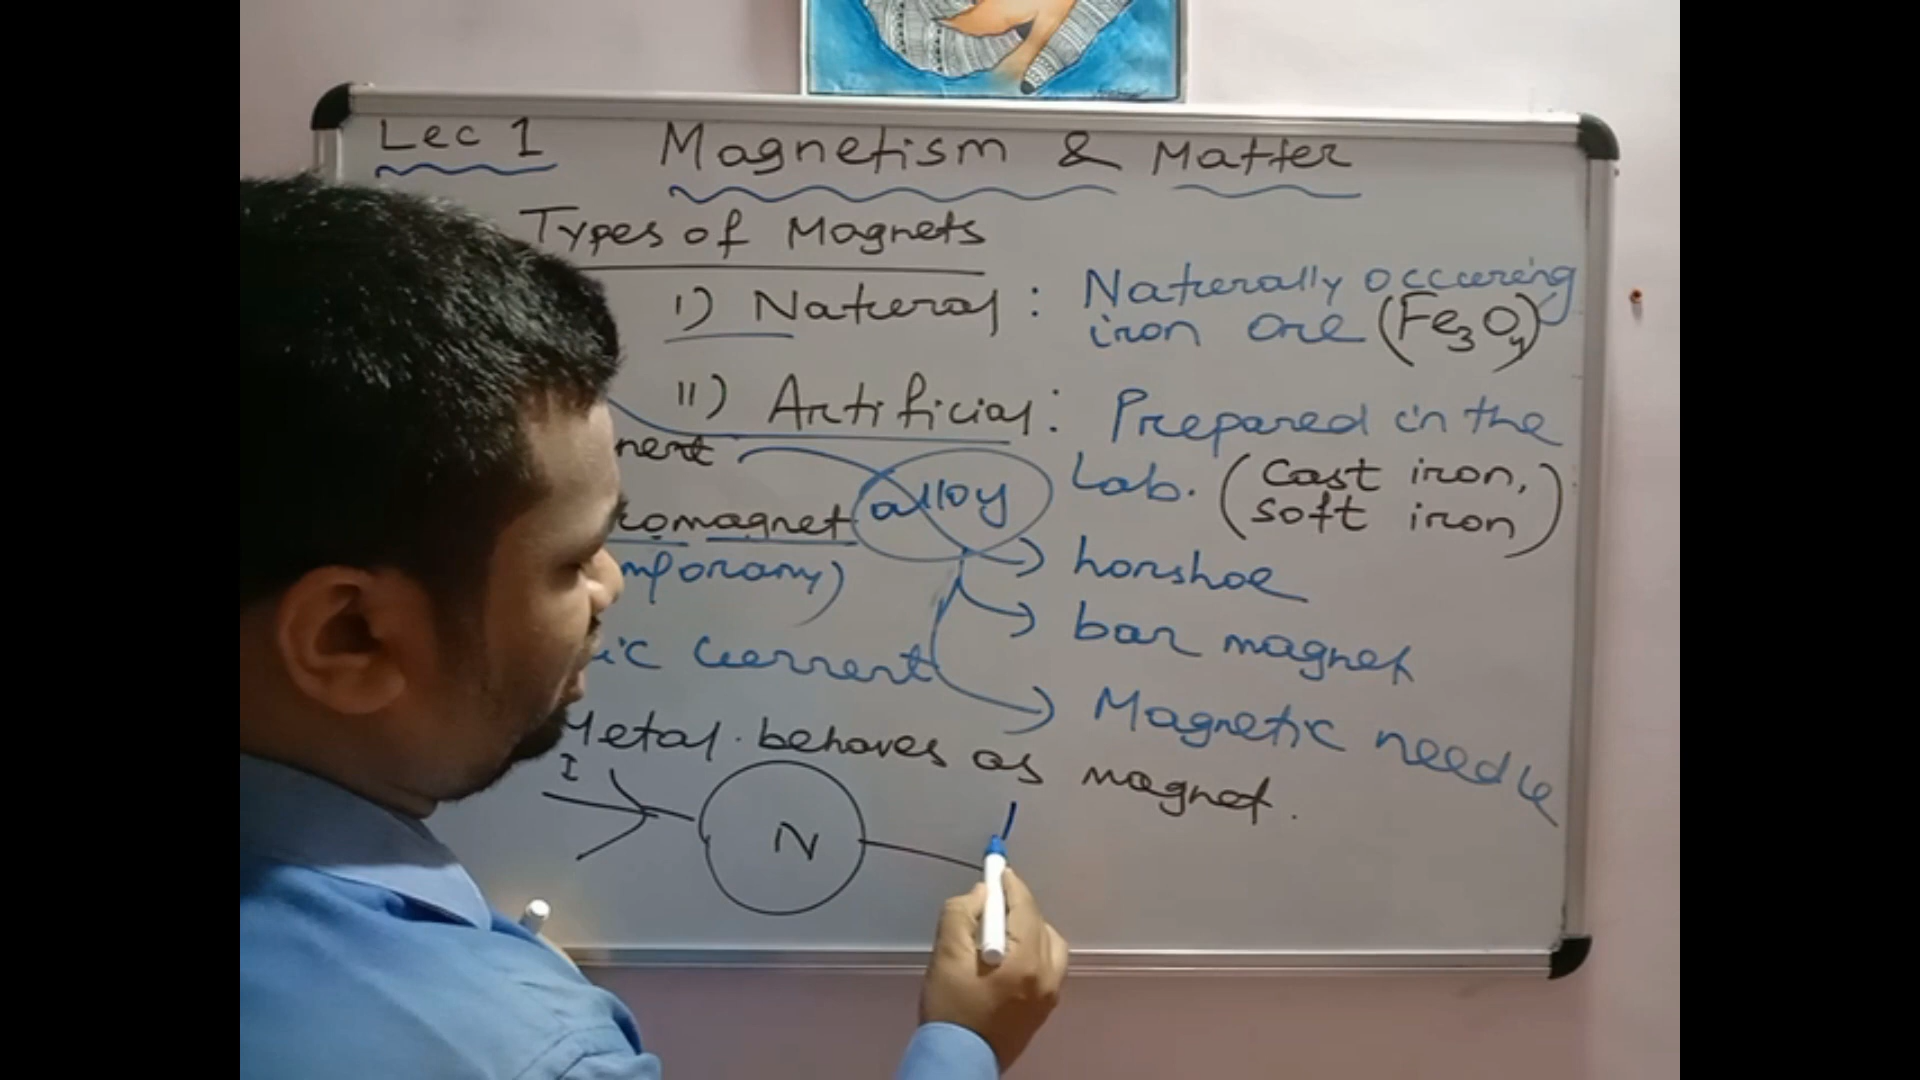 Lec 1 Magnetism & Matter
Types of Magnets
i) Natural : Naturally occuring
iron ore (Fe3O4)
ii) Artificial : Prepared in the
Lab. (Cast iron,
Soft iron)
nent
alloy
omagnet
horshoe
mporary)
bar magnet
ic current
Magnetic needle
Metal behaves as magnet.
I
N